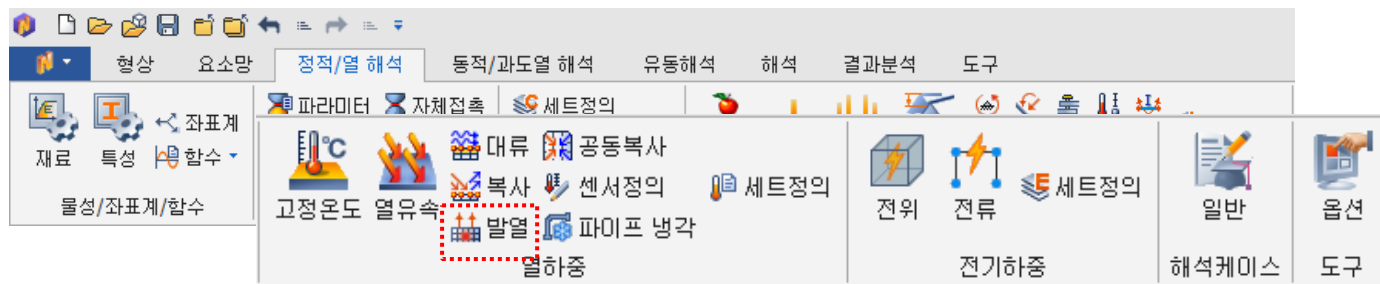 형상 요소망 정적/열 해석 동적/과도열 해석 유동해석 해석 결과분석 도구
파라미터 자체접촉 세트정의
재료 특성 좌표계
함수
물성/좌표계/함수
고정온도 열유속 대류 공동복사
복사 센서정의 세트정의
발열 파이프 냉각
열하중
전위 전류 세트정의
전기하중
일반
해석케이스
옵션
도구